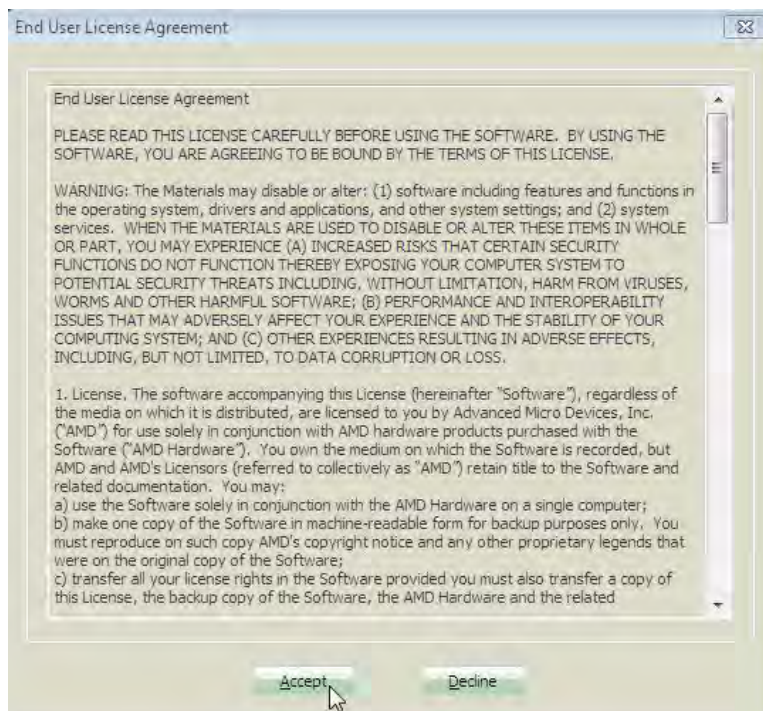 End User License Agreement
End User License Agreement
PLEASE READ THIS LICENSE CAREFULLY BEFORE USING THE SOFTWARE. BY USING THE
SOFTWARE, YOU ARE AGREEING TO BE BOUND BY THE TERMS OF THIS LICENSE.
WARNING: The Materials may disable or alter: (1) software including features and functions in
the operating system, drivers and applications, and other system settings; and (2) system
services. WHEN THE MATERIALS ARE USED TO DISABLE OR ALTER THESE ITEMS IN WHOLE
OR PART, YOU MAY EXPERIENCE (A) INCREASED RISKS THAT CERTAIN SECURITY
FUNCTIONS DO NOT FUNCTION THEREBY EXPOSING YOUR COMPUTER SYSTEM TO
POTENTIAL SECURITY THREATS INCLUDING, WITHOUT LIMITATION, HARM FROM VIRUSES,
WORMS AND OTHER HARMFUL SOFTWARE; (B) PERFORMANCE AND INTEROPERABILITY
ISSUES THAT MAY ADVERSELY AFFECT YOUR EXPERIENCE AND THE STABILITY OF YOUR
COMPUTING SYSTEM; AND (C) OTHER EXPERIENCES RESULTING IN ADVERSE EFFECTS,
INCLUDING, BUT NOT LIMITED, TO DATA CORRUPTION OR LOSS.
1. License. The software accompanying this License (hereinafter "Software"), regardless of
the media on which it is distributed, are licensed to you by Advanced Micro Devices, Inc.
("AMD") for use solely in conjunction with AMD hardware products purchased with the
Software ("AMD Hardware"). You own the medium on which the Software is recorded, but
AMD and AMD's Licensors (referred to collectively as "AMD") retain title to the Software and
related documentation. You may:
a) use the Software solely in conjunction with the AMD Hardware on a single computer;
b) make one copy of the Software in machine-readable form for backup purposes only. You
must reproduce on such copy AMD's copyright notice and any other proprietary legends that
were on the original copy of the Software;
c) transfer all your license rights in the Software provided you must also transfer a copy of
this License, the backup copy of the Software, the AMD Hardware and the related
Accept Decline